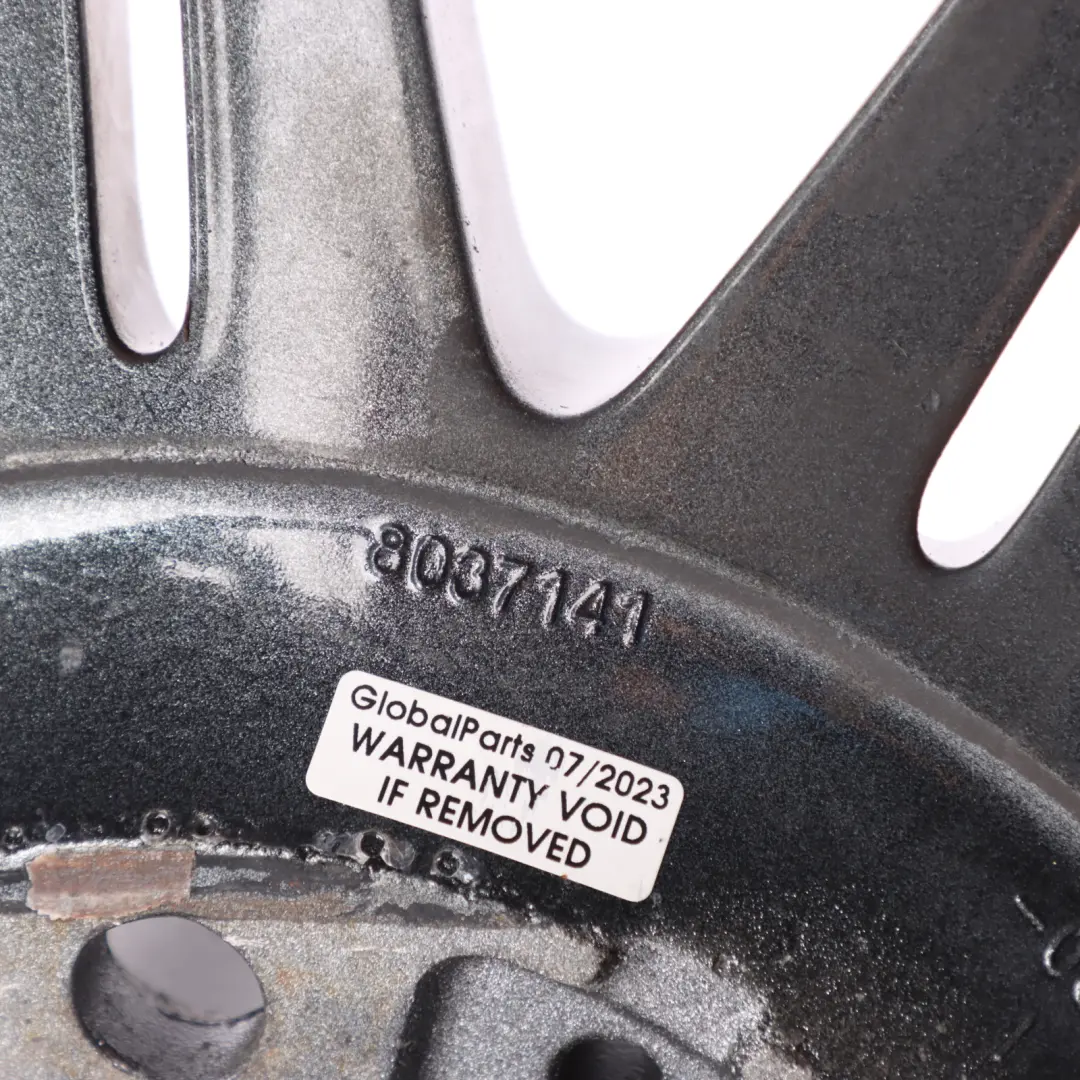 8037141
GlobalParts 07/2023
WARRANTY VOID
IF REMOVED